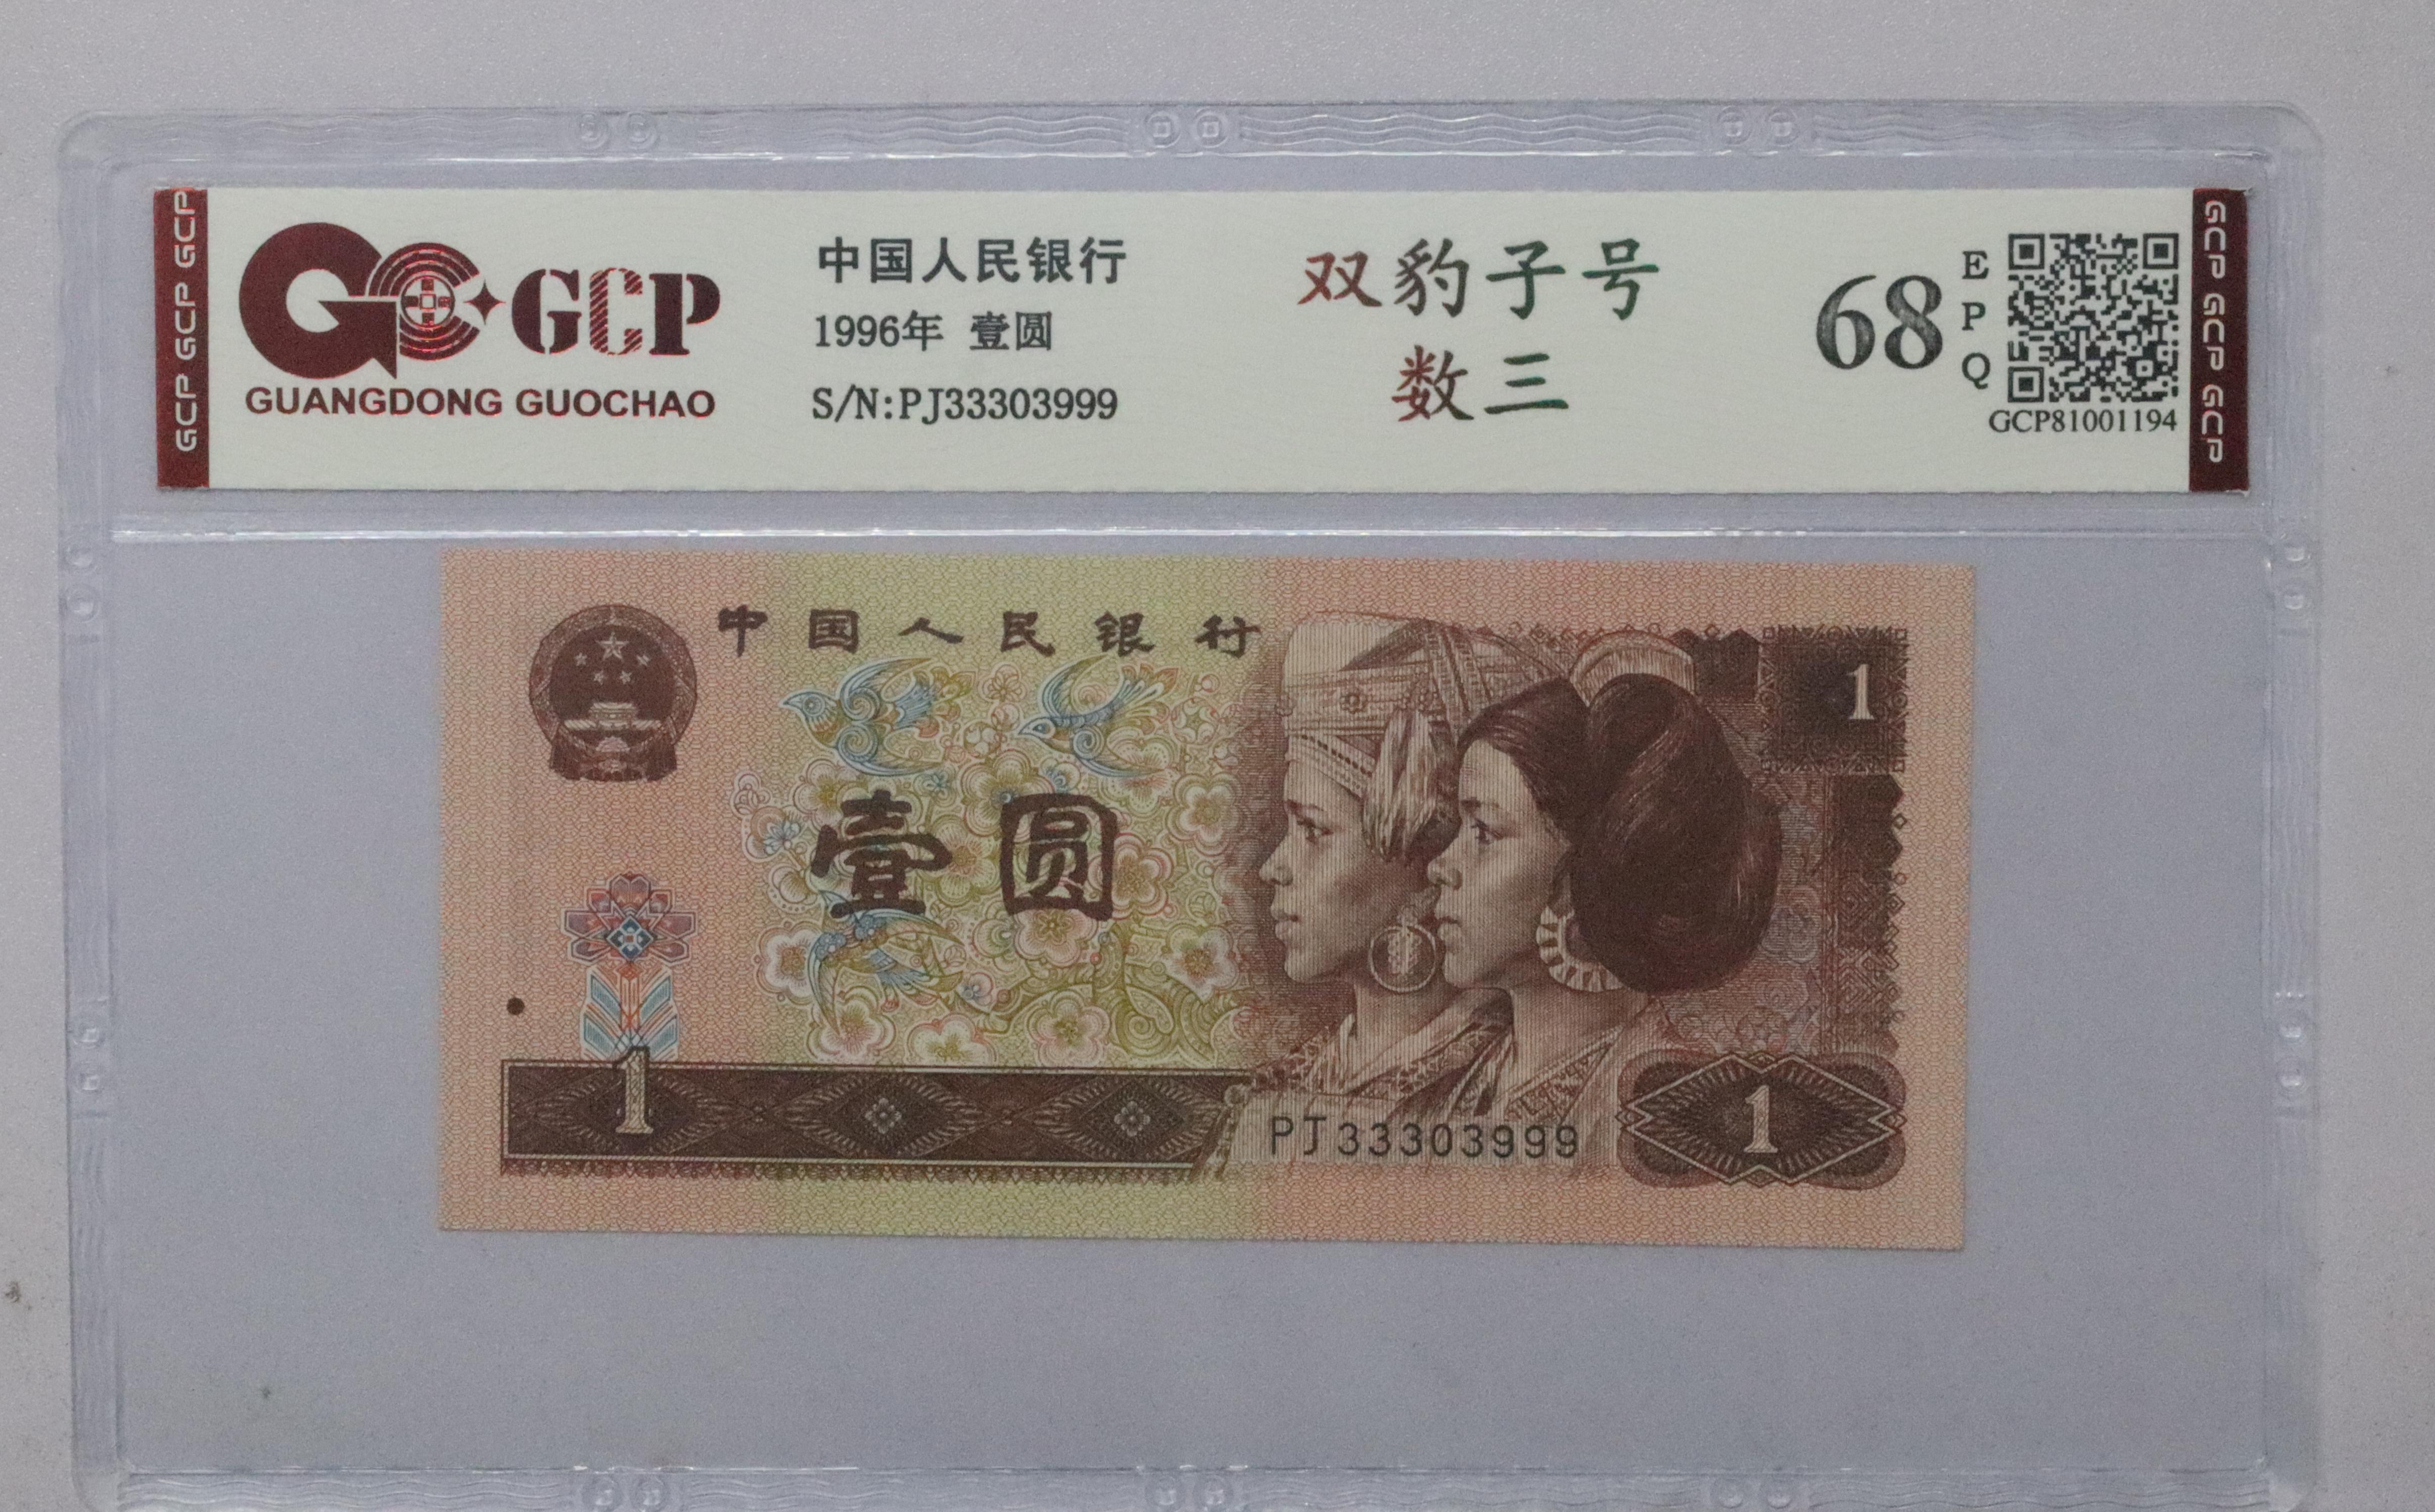 GCP GCP GCP
GCP
GUANGDONG GUOCHAO
中国人民银行
1996年 壹圆
S/N:PJ33303999
双豹子号
数三
68
E
P
Q
GCP81001194
GCP GCP GCP
中国人民银行
1
壹圆
1
PJ33303999
1